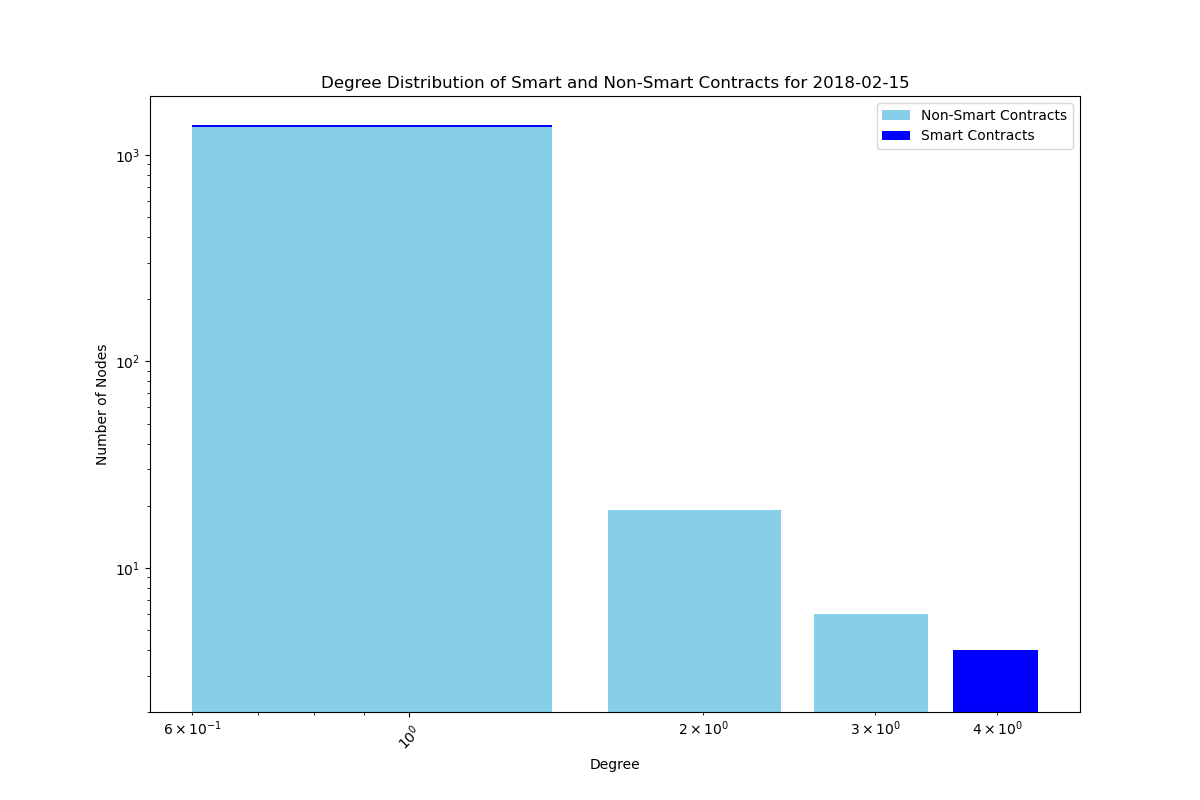 Degree Distribution of Smart and Non-Smart Contracts for 2018-02-15
Non-Smart Contracts
Smart Contracts
10³
10²
10¹
Number of Nodes
6 × 10⁻¹
10⁰
2 × 10⁰
3 × 10⁰
4 × 10⁰
Degree